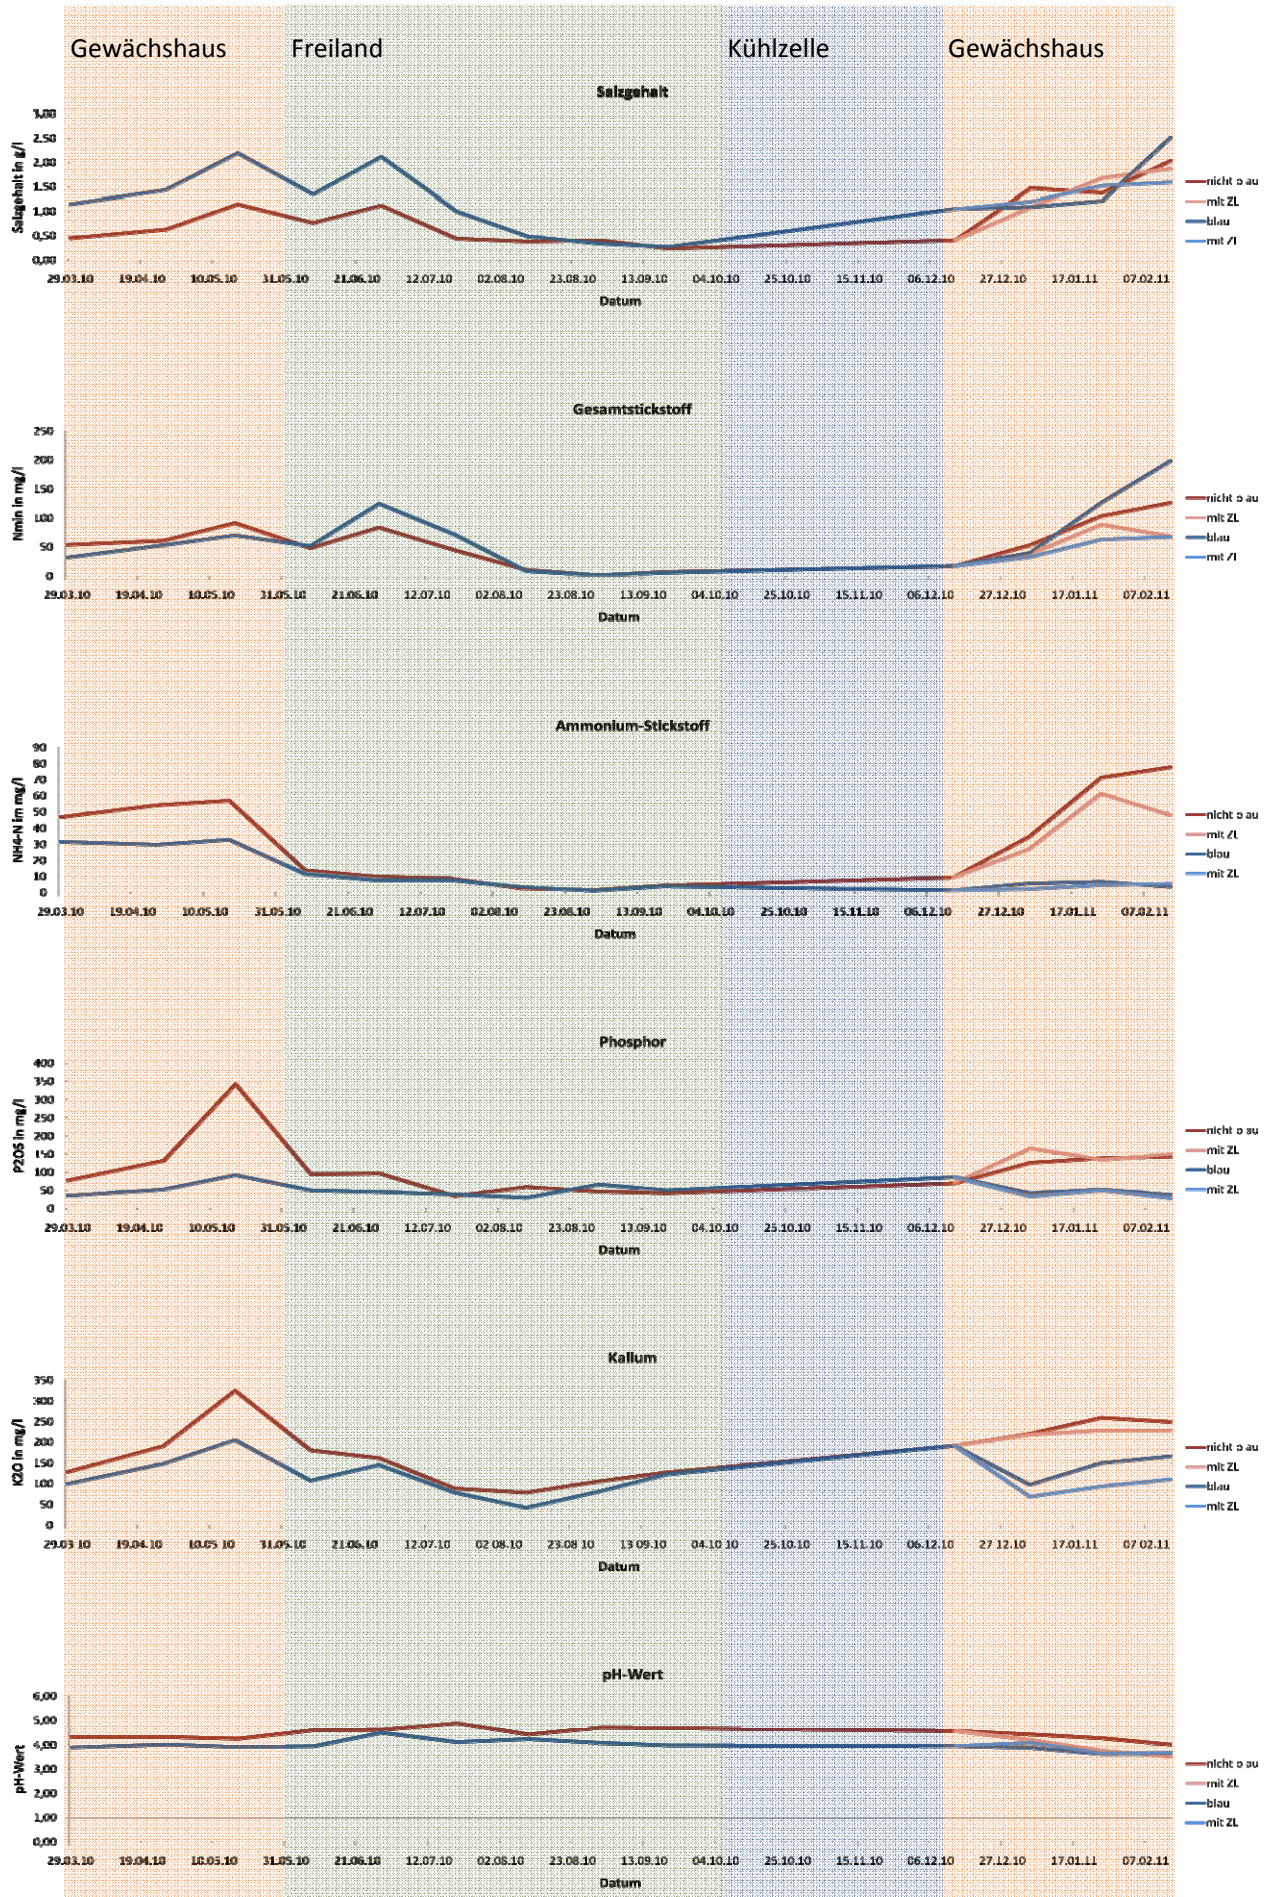 Gewächshaus Freiland Kühlzelle Gewächshaus
Salzgehalt
Salzgehalt in g/l
3,00
2,50
2,00
1,50
1,00
0,50
0,00
29.03.10 19.04.10 10.05.10 31.05.10 21.06.10 12.07.10 02.08.10 23.08.10 13.09.10 04.10.10 25.10.10 15.11.10 06.12.10 27.12.10 17.01.11 07.02.11
Datum
nicht blau
mit ZL
blau
mit ZL
Gesamtstickstoff
Nmin in mg/l
250
200
150
100
50
0
29.03.10 19.04.10 10.05.10 31.05.10 21.06.10 12.07.10 02.08.10 23.08.10 13.09.10 04.10.10 25.10.10 15.11.10 06.12.10 27.12.10 17.01.11 07.02.11
Datum
nicht blau
mit ZL
blau
mit ZL
Ammonium-Stickstoff
NH4-N im mg/l
90
80
70
60
50
40
30
20
10
0
29.03.10 19.04.10 10.05.10 31.05.10 21.06.10 12.07.10 02.08.10 23.08.10 13.09.10 04.10.10 25.10.10 15.11.10 06.12.10 27.12.10 17.01.11 07.02.11
Datum
nicht blau
mit ZL
blau
mit ZL
Phosphor
P2O5 in mg/l
400
350
300
250
200
150
100
50
0
29.03.10 19.04.10 10.05.10 31.05.10 21.06.10 12.07.10 02.08.10 23.08.10 13.09.10 04.10.10 25.10.10 15.11.10 06.12.10 27.12.10 17.01.11 07.02.11
Datum
nicht blau
mit ZL
blau
mit ZL
Kalium
K2O in mg/l
350
300
250
200
150
100
50
0
29.03.10 19.04.10 10.05.10 31.05.10 21.06.10 12.07.10 02.08.10 23.08.10 13.09.10 04.10.10 25.10.10 15.11.10 06.12.10 27.12.10 17.01.11 07.02.11
Datum
nicht blau
mit ZL
blau
mit ZL
pH-Wert
pH-Wert
6,00
5,00
4,00
3,00
2,00
1,00
0,00
29.03.10 19.04.10 10.05.10 31.05.10 21.06.10 12.07.10 02.08.10 23.08.10 13.09.10 04.10.10 25.10.10 15.11.10 06.12.10 27.12.10 17.01.11 07.02.11
Datum
nicht blau
mit ZL
blau
mit ZL